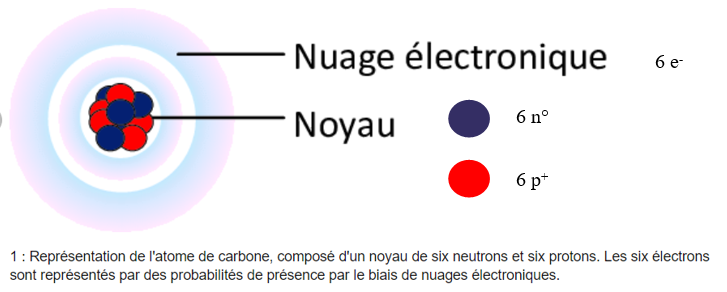 Nuage électronique
6 e-
Noyau
6 n°
6 p+
1 : Représentation de l'atome de carbone, composé d'un noyau de six neutrons et six protons. Les six électrons
sont représentés par des probabilités de présence par le biais de nuages électroniques.